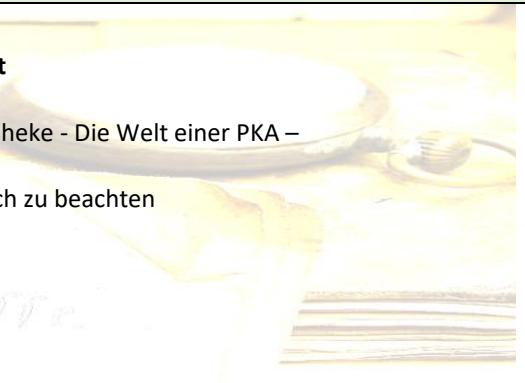 t
heke - Die Welt einer PKA –
ch zu beachten